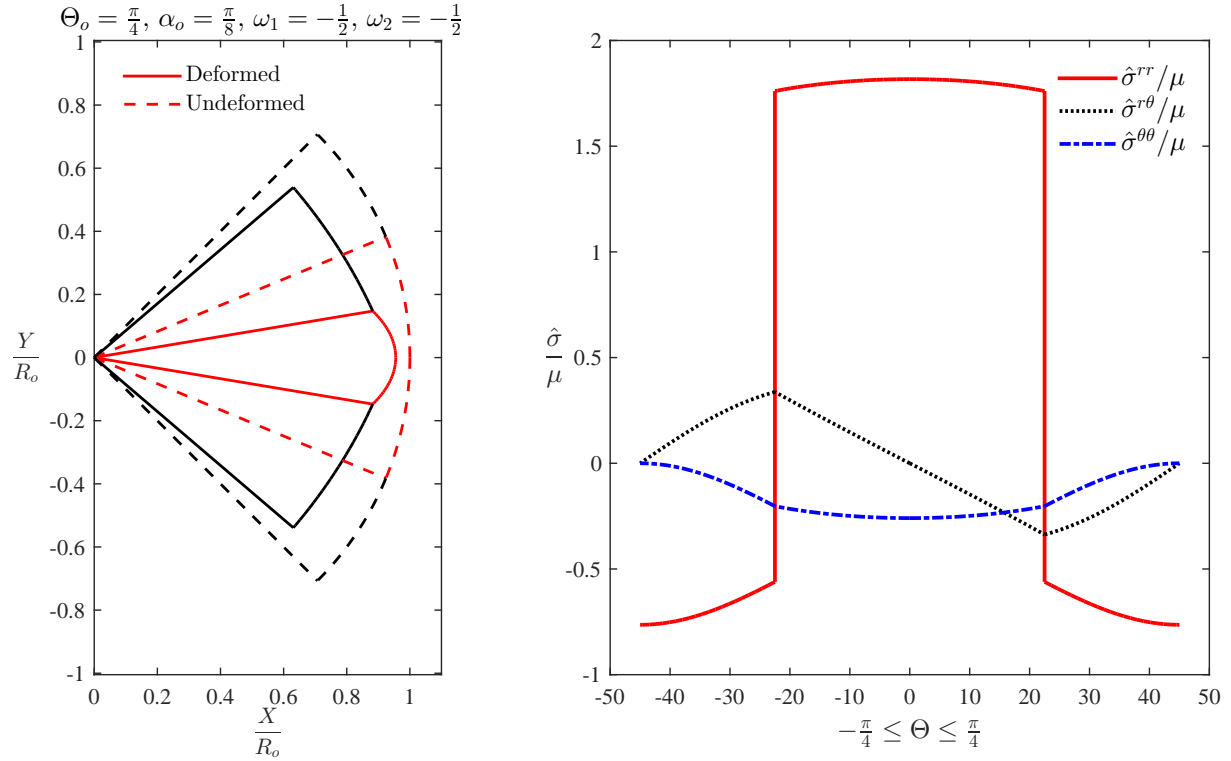 Θ_o = π/4, α_o = π/8, ω_1 = −1/2, ω_2 = −1/2
1
0.8
0.6
0.4
0.2
0
-0.2
-0.4
-0.6
-0.8
-1
Y/R_o
Deformed
Undeformed
0 0.2 0.4 0.6 0.8 1
X/R_o
2
1.5
1
0.5
0
-0.5
-1
σ̂/μ
σ̂^{rr}/μ
σ̂^{rθ}/μ
σ̂^{θθ}/μ
-50 -40 -30 -20 -10 0 10 20 30 40 50
−π/4 ≤ Θ ≤ π/4